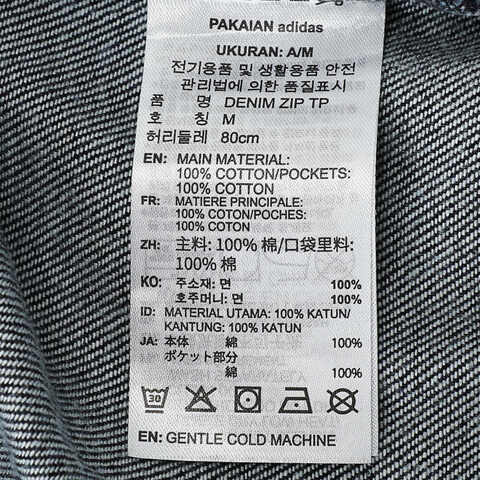 PAKAIAN adidas
UKURAN: A/M
전기용품 및 생활용품 안전
관리법에 의한 품질표시
품 명 DENIM ZIP TP
호 칭 M
허리둘레 80cm
EN: MAIN MATERIAL:
100% COTTON/POCKETS:
100% COTTON
FR: MATIERE PRINCIPALE:
100% COTON/POCHES:
100% COTON
ZH: 主料: 100% 棉/口袋里料:
100% 棉
KO: 주소재: 면 100%
호주머니: 면 100%
ID: MATERIAL UTAMA: 100% KATUN/
KANTUNG: 100% KATUN
JA: 本体 綿 100%
ポケット部分
綿 100%
30
EN: GENTLE COLD MACHINE